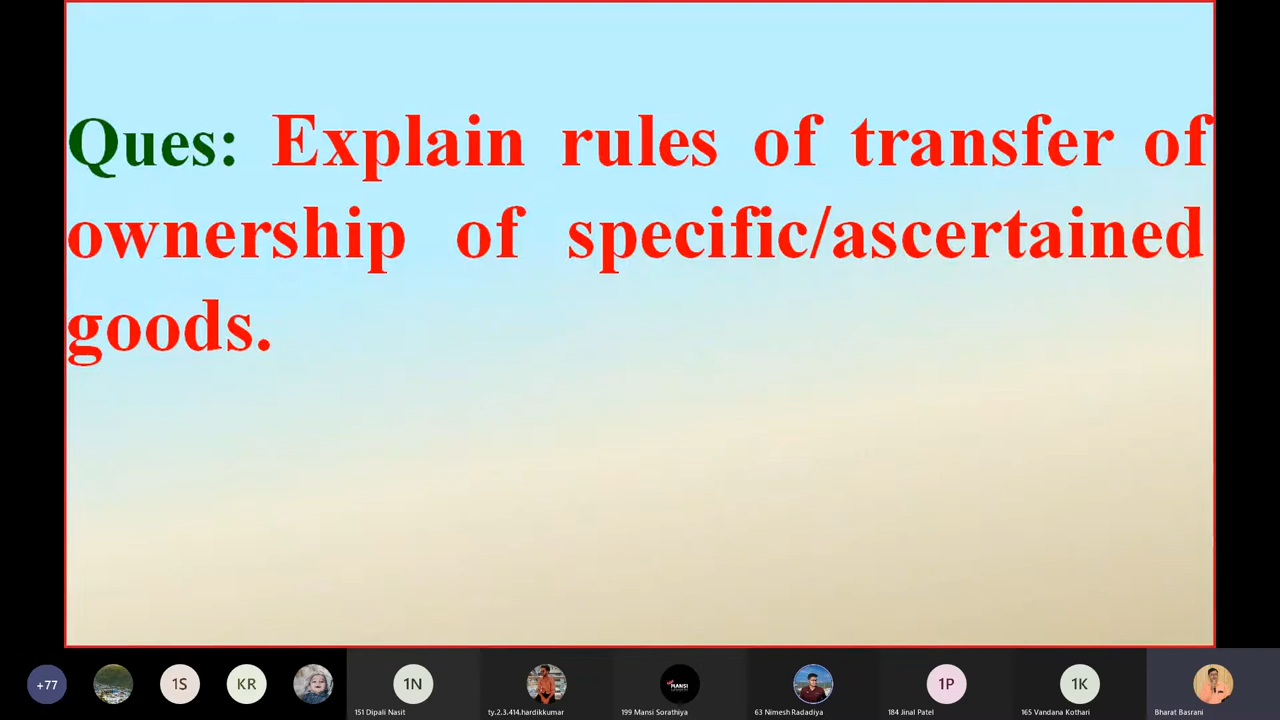 Ques: Explain rules of transfer of
ownership of specific/ascertained
goods.
+77
1S
KR
1N
MANSI
1P
1K
151 Dipali Nasit
ty.2.3.414.hardikkumar
199 Mansi Sorathiya
63 Nimesh Radadiya
184 Jinal Patel
165 Vandana Kothari
Bharat Basrani